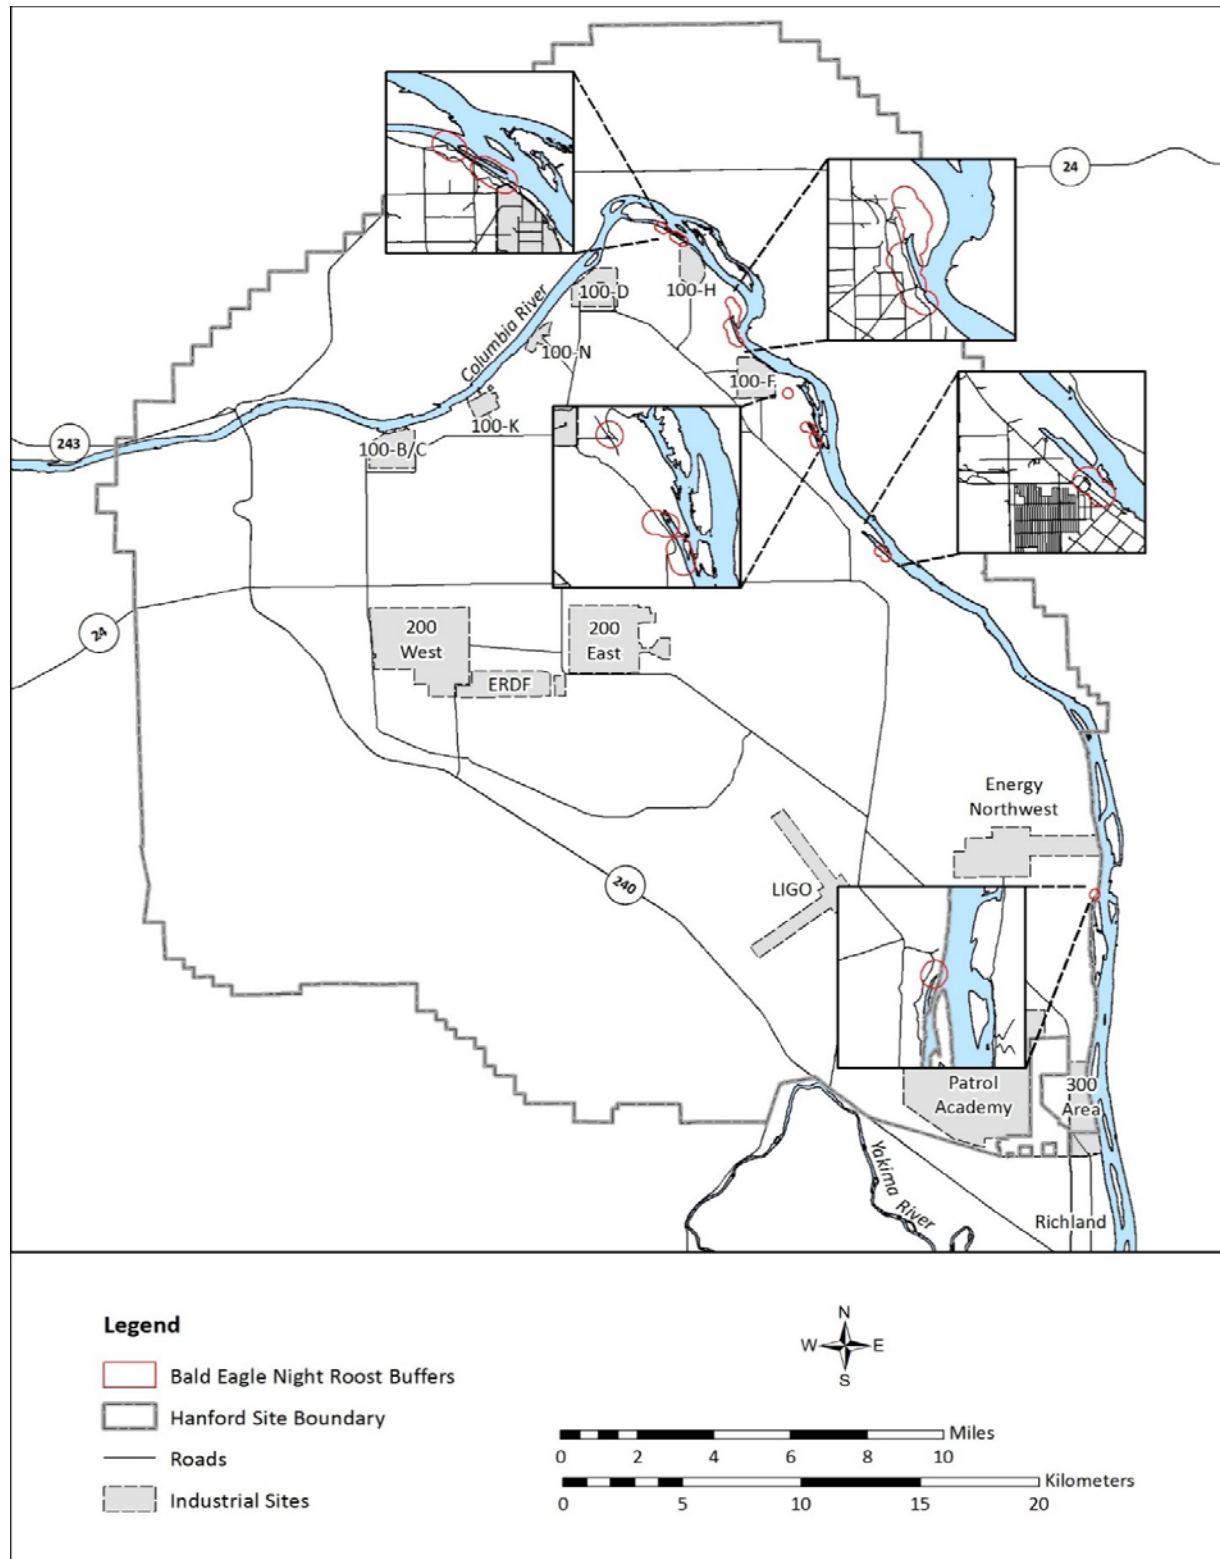 24
Columbia River
100-D
100-H
100-N
100-F
100-K
243
100-B/C
24
200
West
200
East
ERDF
Energy
Northwest
LIGO
240
Patrol
Academy
300
Area
Yakima River
Richland
Legend
Bald Eagle Night Roost Buffers
Hanford Site Boundary
Roads
Industrial Sites
N
W E
S
Miles
0 2 4 6 8 10
Kilometers
0 5 10 15 20